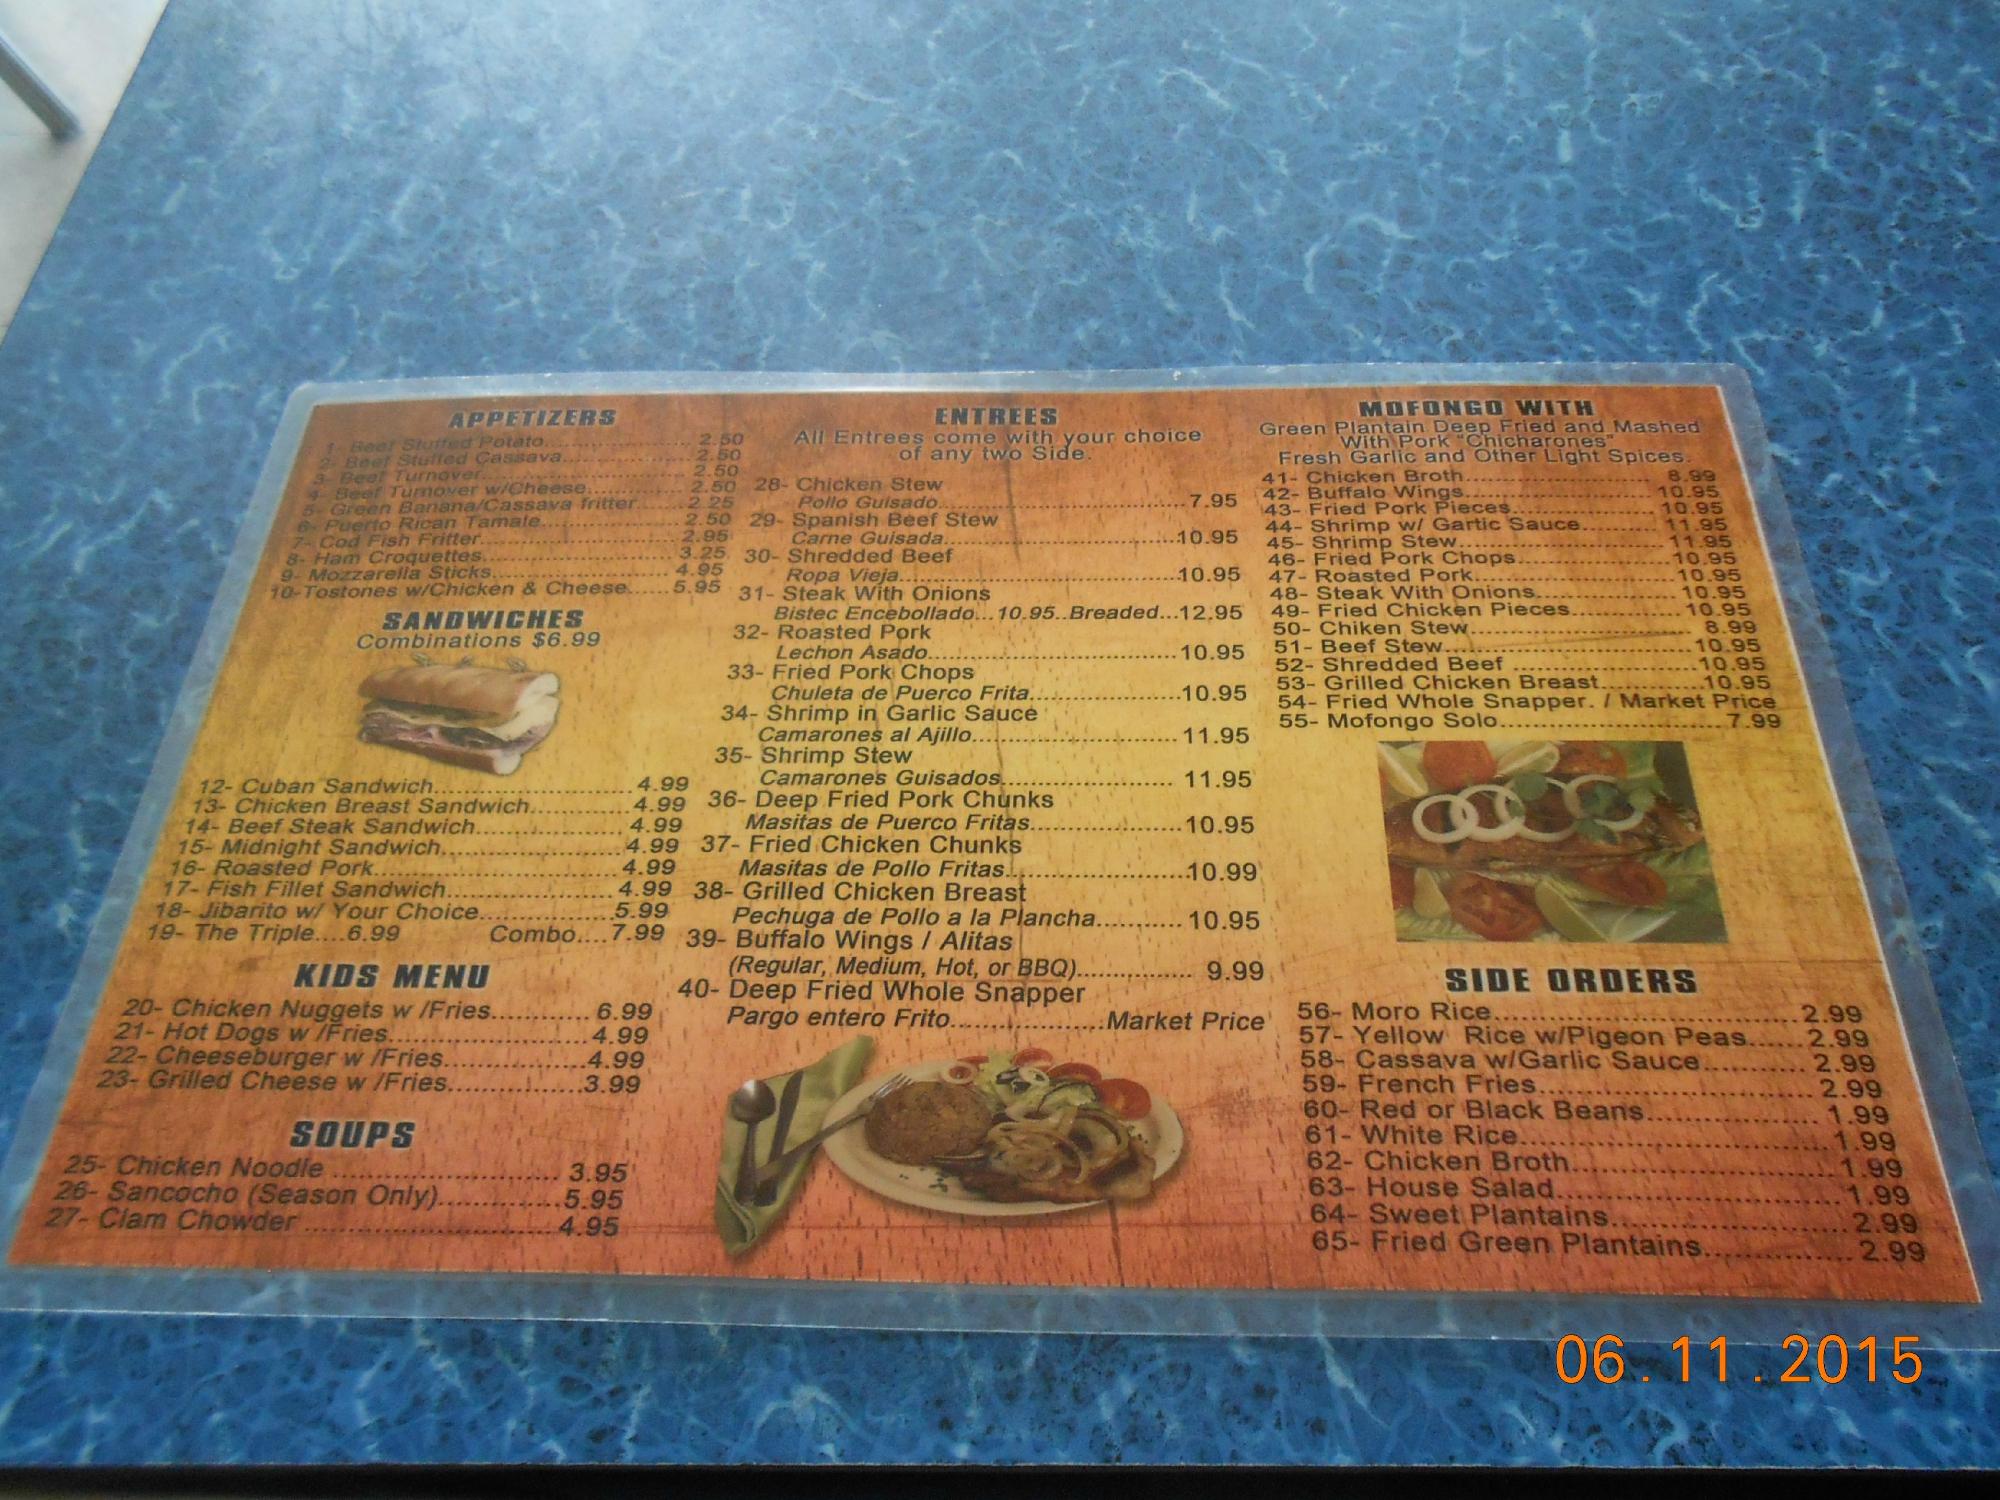 APPETIZERS
1- Beef Stuffed Potato........................ 2.50
2- Beef Stuffed Cassava..................... 2.50
3- Beef Turnover................................ 2.50
4- Beef Turnover w/Cheese............... 2.50
5- Green Banana/Cassava fritter....... 2.25
6- Puerto Rican Tamale..................... 2.50
7- Cod Fish Fritter............................. 2.95
8- Ham Croquettes............................ 3.25
9- Mozzarella Sticks......................... 4.95
10-Tostones w/Chicken & Cheese...... 5.95
SANDWICHES
Combinations $6.99
12- Cuban Sandwich............................ 4.99
13- Chicken Breast Sandwich............. 4.99
14- Beef Steak Sandwich..................... 4.99
15- Midnight Sandwich.........................4.99
16- Roasted Pork................................. 4.99
17- Fish Fillet Sandwich....................... 4.99
18- Jibarito w/ Your Choice..................5.99
19- The Triple....6.99 Combo....7.99
KIDS MENU
20- Chicken Nuggets w /Fries............ 6.99
21- Hot Dogs w /Fries......................... 4.99
22- Cheeseburger w /Fries.................4.99
23- Grilled Cheese w /Fries................3.99
SOUPS
25- Chicken Noodle ........................... 3.95
26- Sancocho (Season Only)..............5.95
27- Clam Chowder ............................. 4.95
ENTREES
All Entrees come with your choice
of any two Side.
28- Chicken Stew
Pollo Guisado................................7.95
29- Spanish Beef Stew
Carne Guisada..............................10.95
30- Shredded Beef
Ropa Vieja....................................10.95
31- Steak With Onions
Bistec Encebollado...10.95..Breaded...12.95
32- Roasted Pork
Lechon Asado................................10.95
33- Fried Pork Chops
Chuleta de Puerco Frita....................10.95
34- Shrimp in Garlic Sauce
Camarones al Ajillo......................... 11.95
35- Shrimp Stew
Camarones Guisados...................... 11.95
36- Deep Fried Pork Chunks
Masitas de Puerco Fritas...................10.95
37- Fried Chicken Chunks
Masitas de Pollo Fritas......................10.99
38- Grilled Chicken Breast
Pechuga de Pollo a la Plancha........... 10.95
39- Buffalo Wings / Alitas
(Regular, Medium, Hot, or BBQ).............. 9.99
40- Deep Fried Whole Snapper
Pargo entero Frito....................Market Price
MOFONGO WITH
Green Plantain Deep Fried and Mashed
With Pork "Chicharones"
Fresh Garlic and Other Light Spices.
41- Chicken Broth............................ 8.99
42- Buffalo Wings............................10.95
43- Fried Pork Pieces..................... 10.95
44- Shrimp w/ Gartic Sauce............ 11.95
45- Shrimp Stew............................. 11.95
46- Fried Pork Chops......................10.95
47- Roasted Pork.............................10.95
48- Steak With Onions.....................10.95
49- Fried Chicken Pieces.................10.95
50- Chiken Stew.............................. 8.99
51- Beef Stew...................................10.95
52- Shredded Beef ..........................10.95
53- Grilled Chicken Breast...............10.95
54- Fried Whole Snapper. / Market Price
55- Mofongo Solo............................. 7.99
SIDE ORDERS
56- Moro Rice.................................2.99
57- Yellow Rice w/Pigeon Peas......2.99
58- Cassava w/Garlic Sauce........... 2.99
59- French Fries............................. 2.99
60- Red or Black Beans.................. 1.99
61- White Rice................................. 1.99
62- Chicken Broth............................1.99
63- House Salad..............................1.99
64- Sweet Plantains.........................2.99
65- Fried Green Plantains................ 2.99
06.11.2015